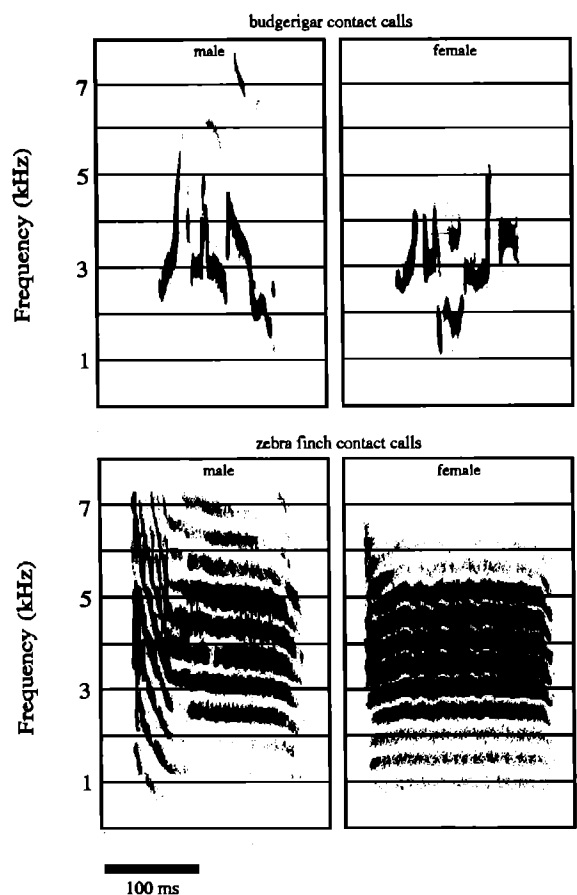 budgerigar contact calls
male
female
Frequency (kHz)
7
5
3
1
zebra finch contact calls
male
female
Frequency (kHz)
7
5
3
1
100 ms